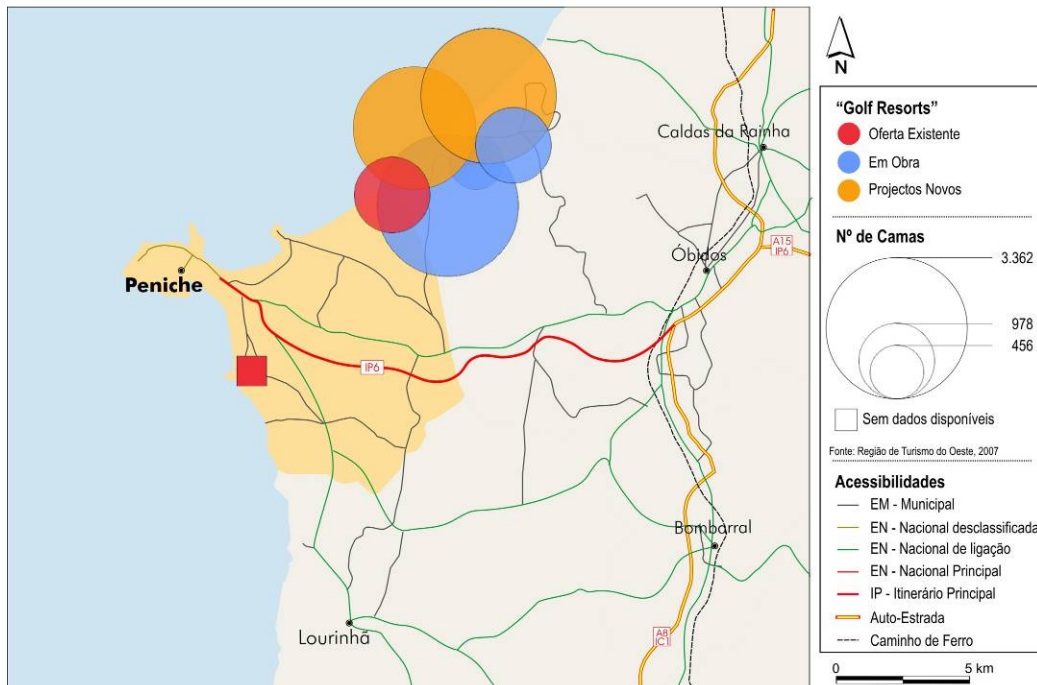 Caldas da Rainha
A15
IP6
Óbidos
Peniche
IP6
Bombarral
Lourinhã
A8
IC1
N
“Golf Resorts”
Oferta Existente
Em Obra
Projectos Novos
Nº de Camas
3.362
978
456
Sem dados disponíveis
Fonte: Região de Turismo do Oeste, 2007
Acessibilidades
EM - Municipal
EN - Nacional desclassificada
EN - Nacional de ligação
EN - Nacional Principal
IP - Itinerário Principal
Auto-Estrada
Caminho de Ferro
0 5 km